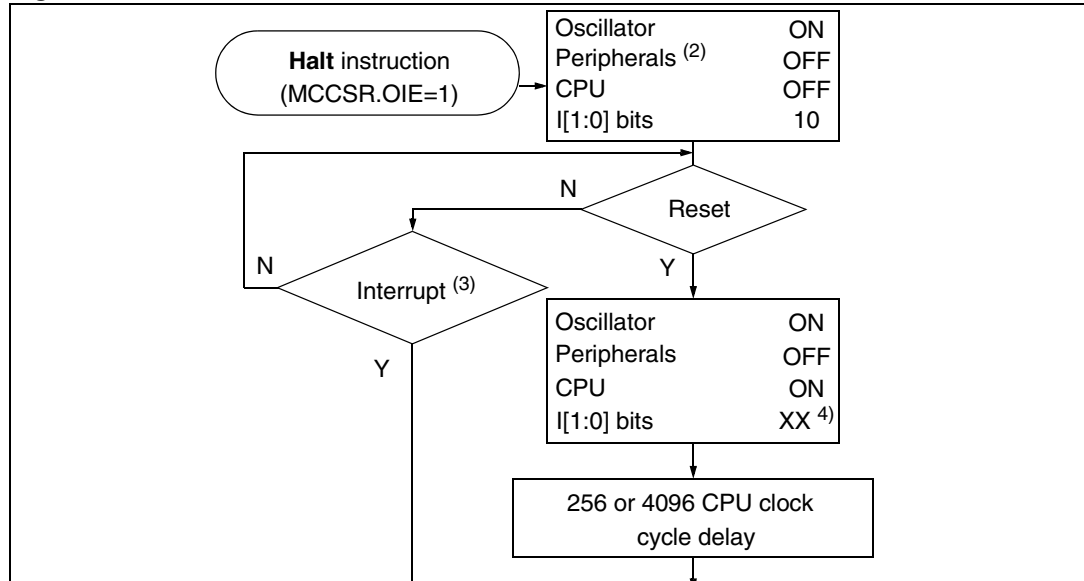 Halt instruction
(MCCSR.OIE=1)
Oscillator ON
Peripherals (2) OFF
CPU OFF
I[1:0] bits 10
Reset
N
Y
Interrupt (3)
N
Y
Oscillator ON
Peripherals OFF
CPU ON
I[1:0] bits XX 4)
256 or 4096 CPU clock
cycle delay